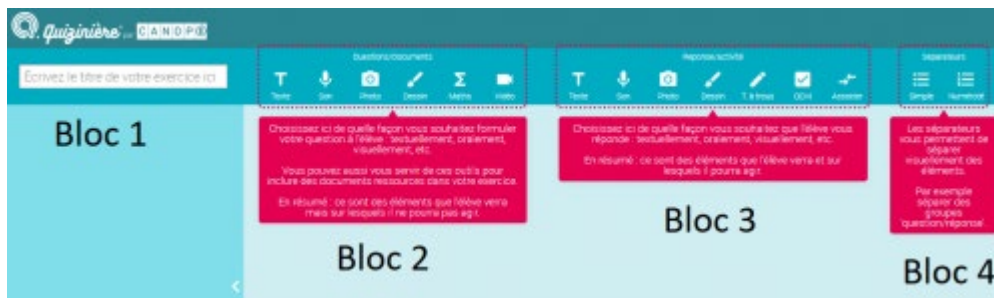 Quizinière CANOPÉ
Écrivez le titre de votre exercice ici
Questions/documents
Texte Son Photo Dessin Maths Vidéo
Réponse/activité
Texte Son Photo Dessin T. à trous QCM Associer
Séparateurs
Simple Numéroté
Bloc 1
Choisissez ici de quelle façon vous souhaitez formuler
votre question à l'élève : textuellement, oralement,
visuellement, etc.
Vous pouvez aussi vous servir de ces outils pour
inclure des documents ressources dans votre exercice.
En résumé : ce sont des éléments que l'élève verra
mais sur lesquels il ne pourra pas agir.
Bloc 2
Choisissez ici de quelle façon vous souhaitez que l'élève vous
réponde : textuellement, oralement, visuellement, etc.
En résumé : ce sont des éléments que l'élève verra et sur
lesquels il pourra agir.
Bloc 3
Les séparateurs
vous permettent de
séparer
visuellement des
éléments.
Par exemple
séparer des
groupes
'question/réponse'
Bloc 4